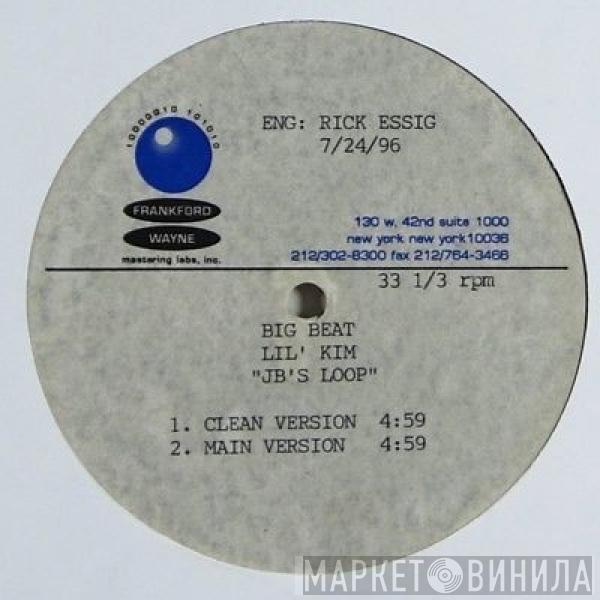 10000010 101010
ENG: RICK ESSIG
7/24/96
FRANKFORD
WAYNE
mastering labs, inc.
130 w. 42nd suite 1000
new york new york10036
212/302-8300 fax 212/764-3466
33 1/3 rpm
BIG BEAT
LIL' KIM
"JB'S LOOP"
1. CLEAN VERSION 4:59
2. MAIN VERSION 4:59
МАРКЕТ ВИНИЛА